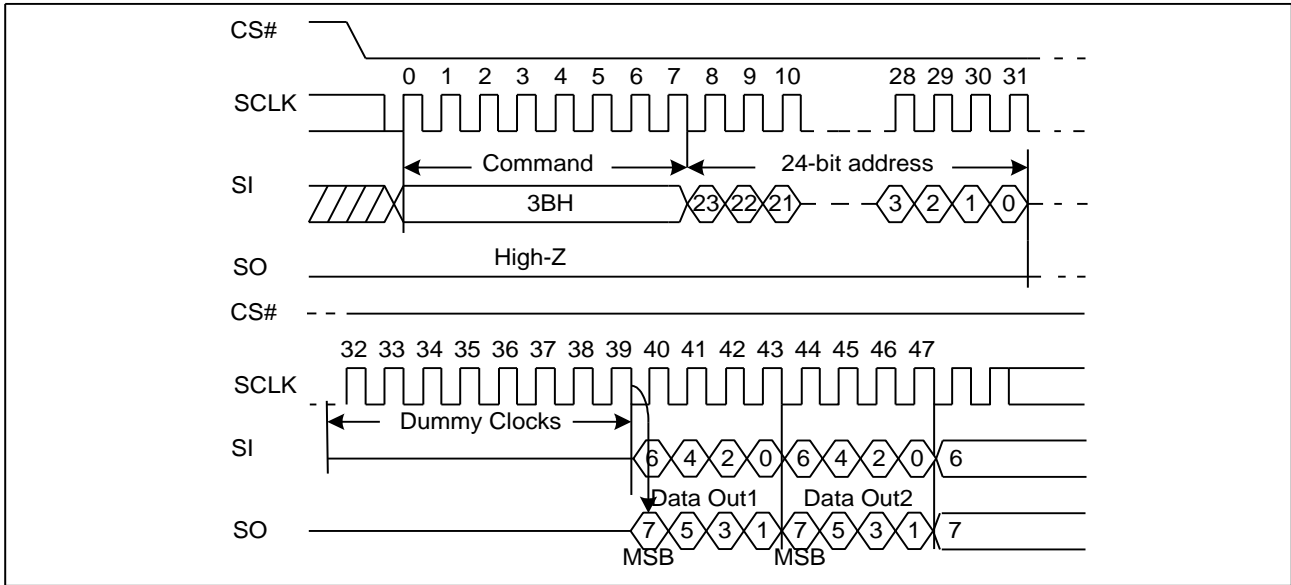 CS#
0 1 2 3 4 5 6 7 8 9 10 28 29 30 31
SCLK
Command 24-bit address
SI
3BH 23 22 21 3 2 1 0
High-Z
SO
CS#
32 33 34 35 36 37 38 39 40 41 42 43 44 45 46 47
SCLK
Dummy Clocks
SI
6 4 2 0 6 4 2 0 6
Data Out1 Data Out2
SO
7 5 3 1 7 5 3 1 7
MSB MSB